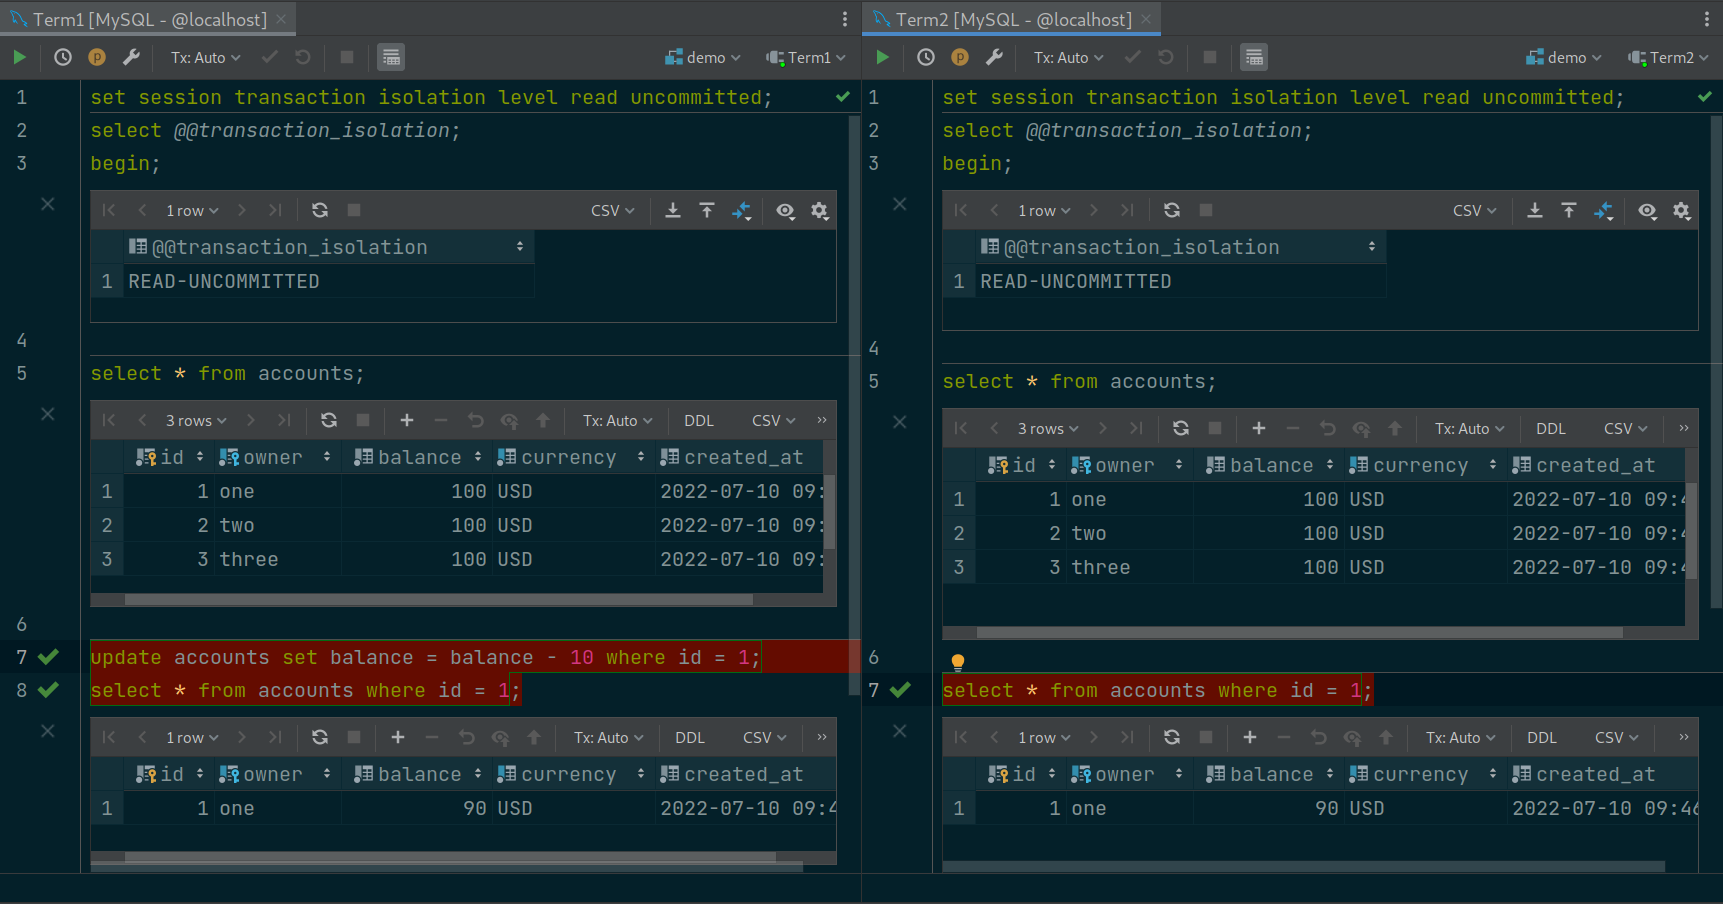 Term1 [MySQL - @localhost]
Tx: Auto
demo
Term1
1 set session transaction isolation level read uncommitted;
2 select @@transaction_isolation;
3 begin;
1 row
CSV
@@transaction_isolation
1 READ-UNCOMMITTED
4
5 select * from accounts;
3 rows
Tx: Auto
DDL
CSV
»
id owner balance currency created_at
1 1 one 100 USD 2022-07-10 09:
2 2 two 100 USD 2022-07-10 09:
3 3 three 100 USD 2022-07-10 09:
6
7 update accounts set balance = balance - 10 where id = 1;
8 select * from accounts where id = 1;
1 row
Tx: Auto
DDL
CSV
»
id owner balance currency created_at
1 1 one 90 USD 2022-07-10 09:4
Term2 [MySQL - @localhost]
Tx: Auto
demo
Term2
1 set session transaction isolation level read uncommitted;
2 select @@transaction_isolation;
3 begin;
1 row
CSV
@@transaction_isolation
1 READ-UNCOMMITTED
4
5 select * from accounts;
3 rows
Tx: Auto
DDL
CSV
»
id owner balance currency created_at
1 1 one 100 USD 2022-07-10 09:4
2 2 two 100 USD 2022-07-10 09:4
3 3 three 100 USD 2022-07-10 09:4
6
7 select * from accounts where id = 1;
1 row
Tx: Auto
DDL
CSV
»
id owner balance currency created_at
1 1 one 90 USD 2022-07-10 09:46